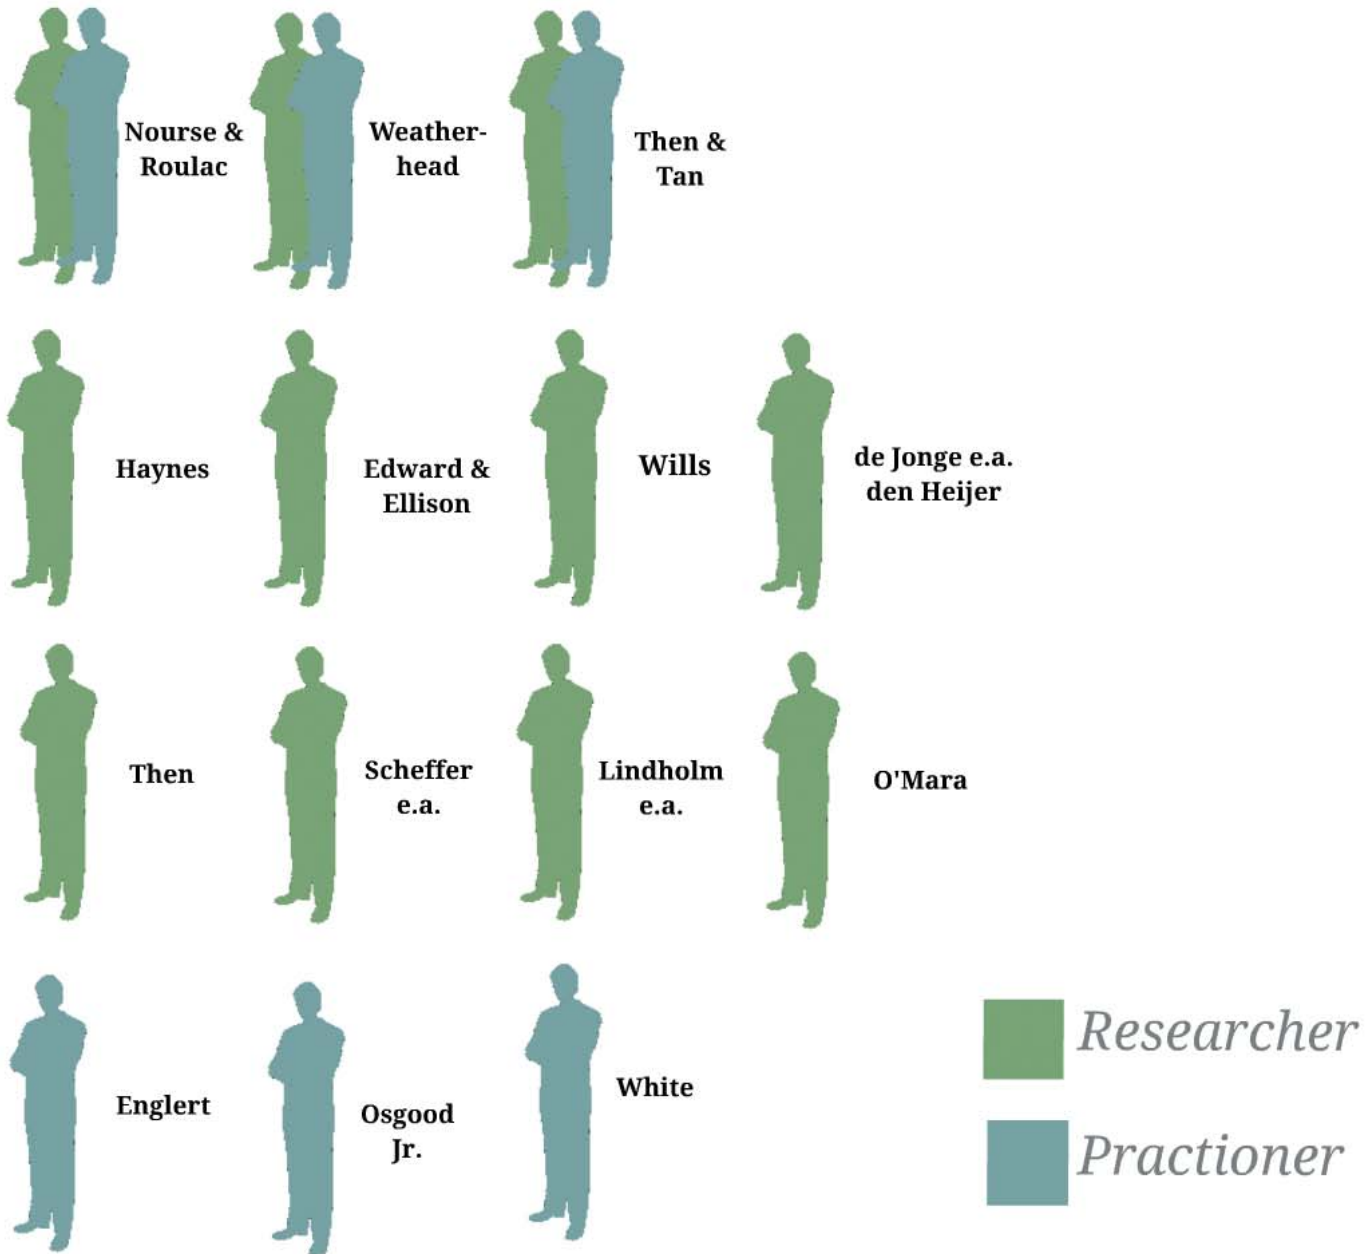 Nourse &
Roulac
Weather-
head
Then &
Tan
Haynes
Edward &
Ellison
Wills
de Jonge e.a.
den Heijer
Then
Scheffer
e.a.
Lindholm
e.a.
O'Mara
Englert
Osgood
Jr.
White
Researcher
Practioner